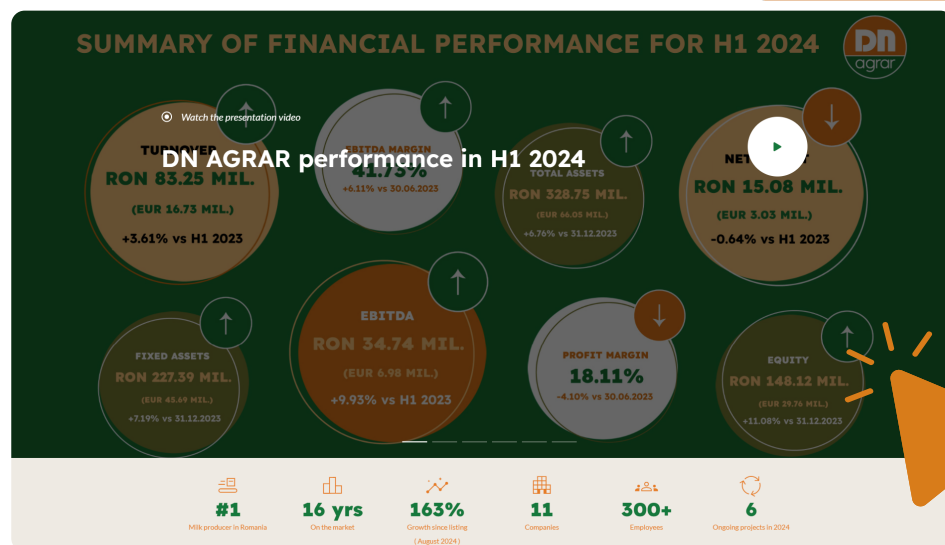 SUMMARY OF FINANCIAL PERFORMANCE FOR H1 2024
Dn
agrar
Watch the presentation video
DN AGRAR performance in H1 2024
TURNOVER
RON 83.25 MIL.
(EUR 16.73 MIL.)
+3.61% vs H1 2023
EBITDA MARGIN
41.73%
+6.11% vs 30.06.2023
TOTAL ASSETS
RON 328.75 MIL.
(EUR 66.05 MIL.)
+6.76% vs 31.12.2023
RON 15.08 MIL.
(EUR 3.03 MIL.)
-0.64% vs H1 2023
FIXED ASSETS
RON 227.39 MIL.
(EUR 45.69 MIL.)
+7.19% vs 31.12.2023
EBITDA
RON 34.74 MIL.
(EUR 6.98 MIL.)
+9.93% vs H1 2023
PROFIT MARGIN
18.11%
-4.10% vs 30.06.2023
EQUITY
RON 148.12 MIL.
(EUR 29.76 MIL.)
+11.08% vs 31.12.2023
#1
Milk producer in Romania
16 yrs
On the market
163%
Growth since listing
( August 2024 )
11
Companies
300+
Employees
6
Ongoing projects in 2024